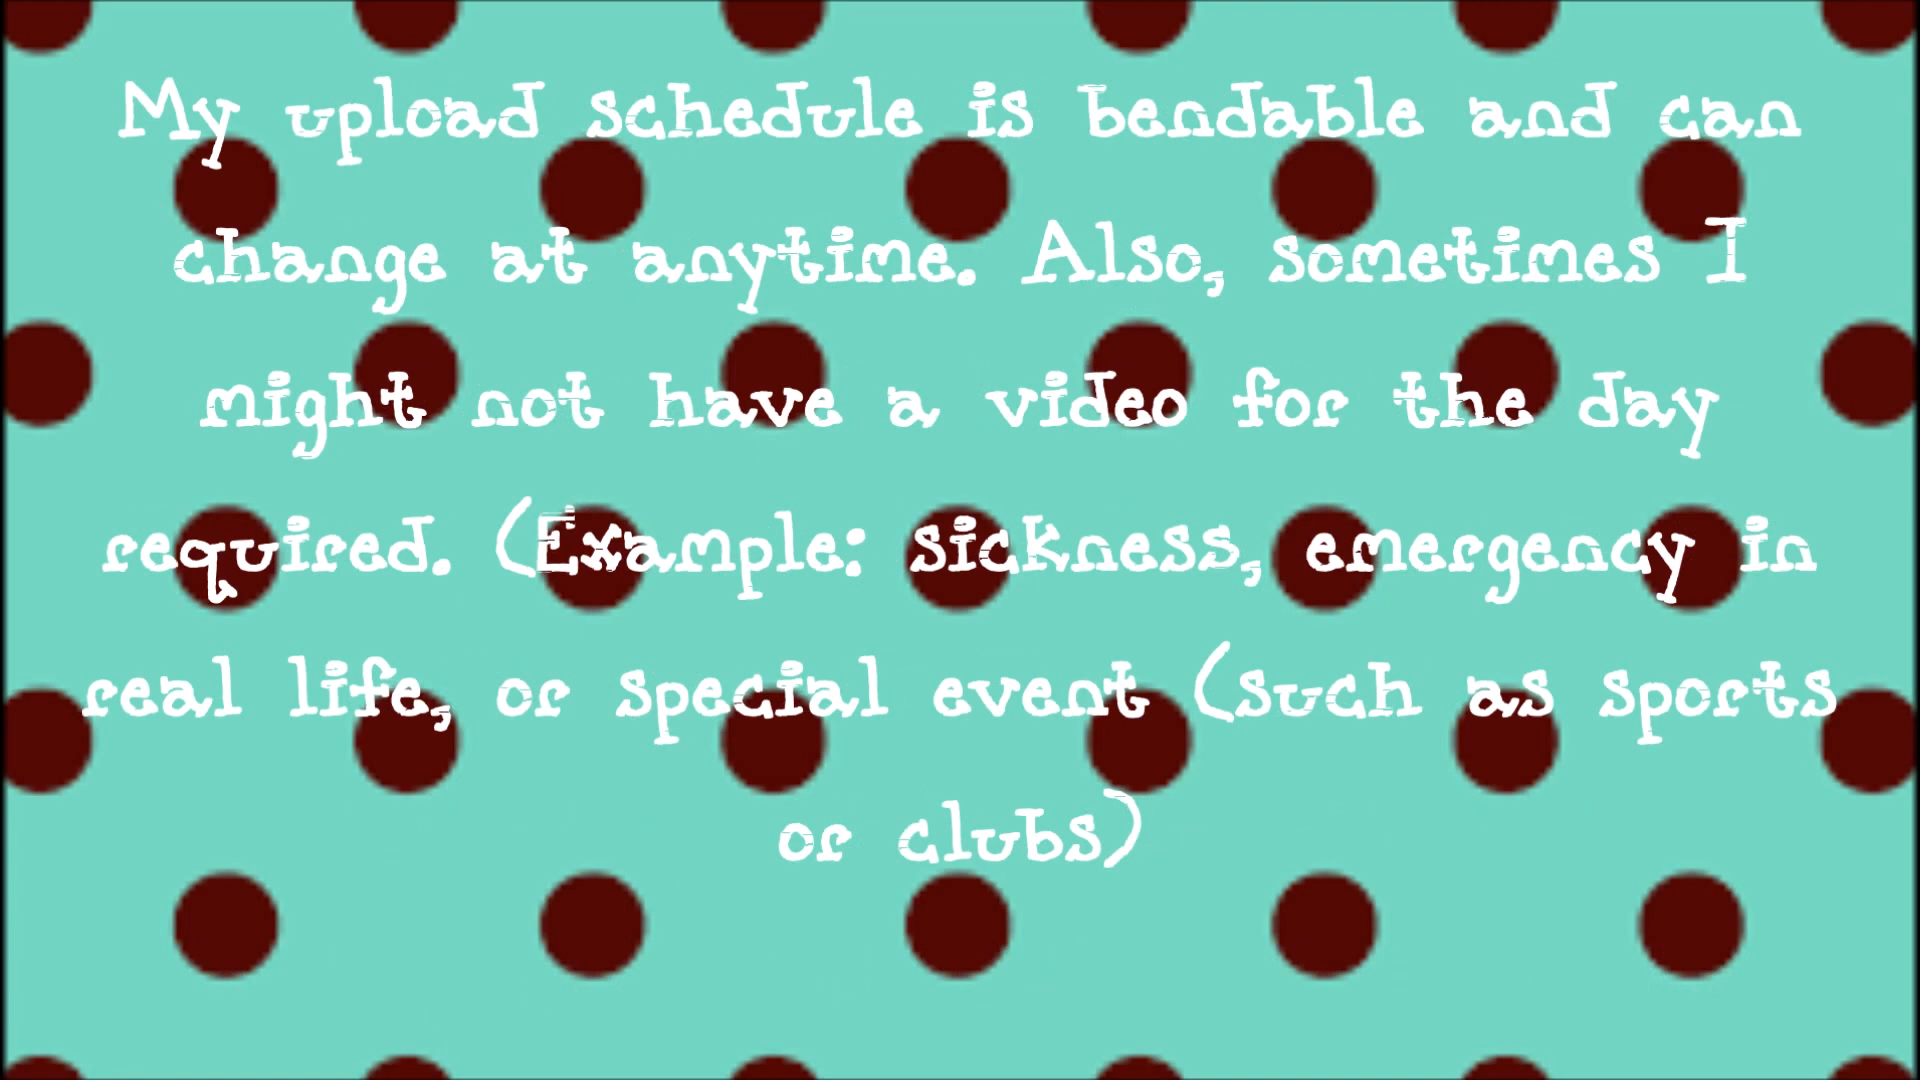 My upload schedule is bendable and can
change at anytime. Also, sometimes I
might not have a video for the day
required. (Example: sickness, emergency in
real life, or special event (such as sports
or clubs)